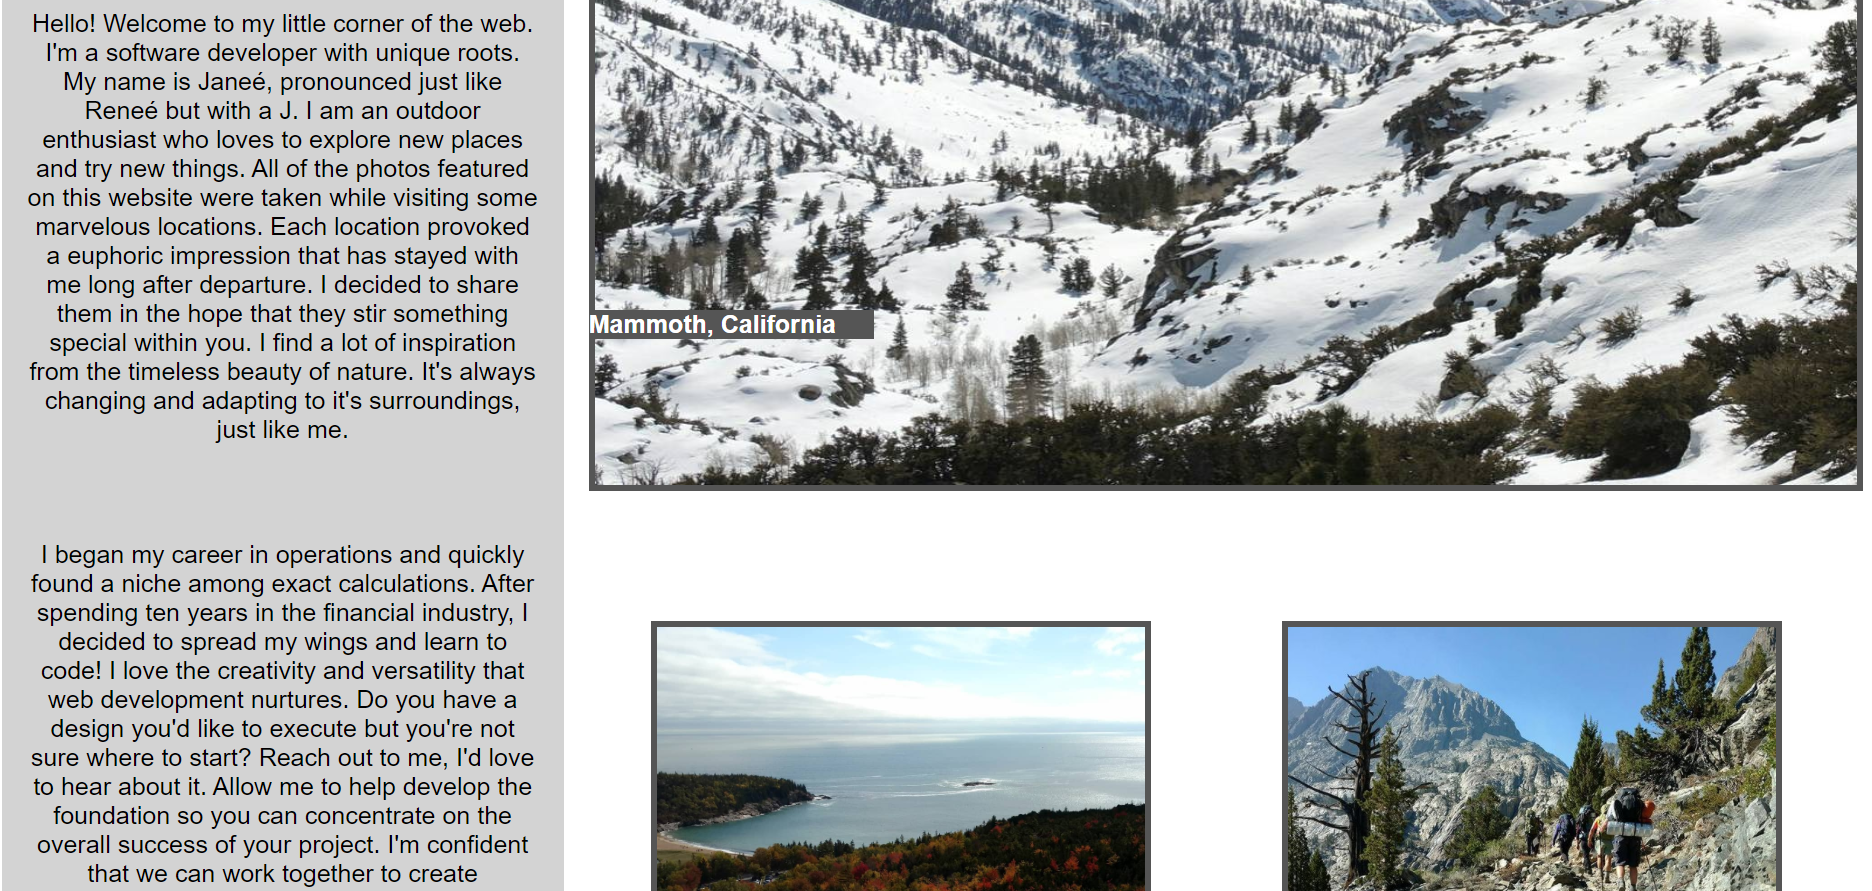 Hello! Welcome to my little corner of the web.
I'm a software developer with unique roots.
My name is Janeé, pronounced just like
Reneé but with a J. I am an outdoor
enthusiast who loves to explore new places
and try new things. All of the photos featured
on this website were taken while visiting some
marvelous locations. Each location provoked
a euphoric impression that has stayed with
me long after departure. I decided to share
them in the hope that they stir something
special within you. I find a lot of inspiration
from the timeless beauty of nature. It's always
changing and adapting to it's surroundings,
just like me.
I began my career in operations and quickly
found a niche among exact calculations. After
spending ten years in the financial industry, I
decided to spread my wings and learn to
code! I love the creativity and versatility that
web development nurtures. Do you have a
design you'd like to execute but you're not
sure where to start? Reach out to me, I'd love
to hear about it. Allow me to help develop the
foundation so you can concentrate on the
overall success of your project. I'm confident
that we can work together to create
Mammoth, California